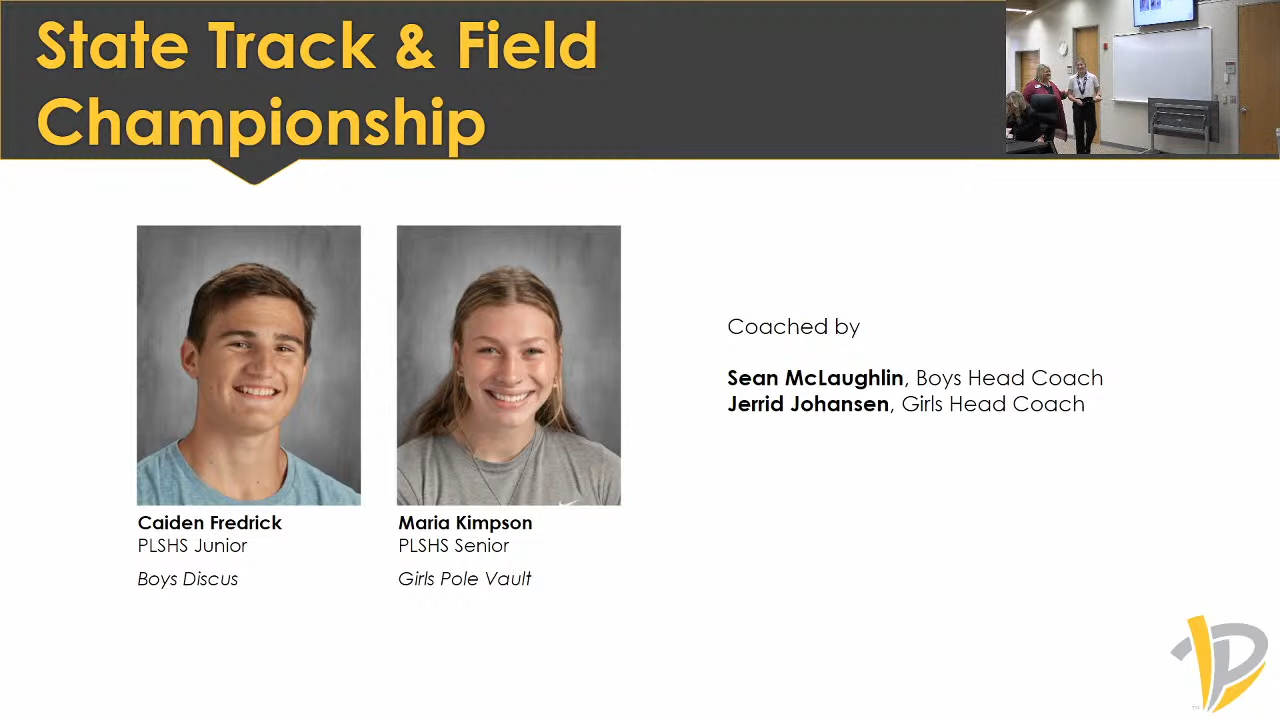 State Track & Field
Championship
Coached by
Sean McLaughlin, Boys Head Coach
Jerrid Johansen, Girls Head Coach
Caiden Fredrick
PLSHS Junior
Boys Discus
Maria Kimpson
PLSHS Senior
Girls Pole Vault